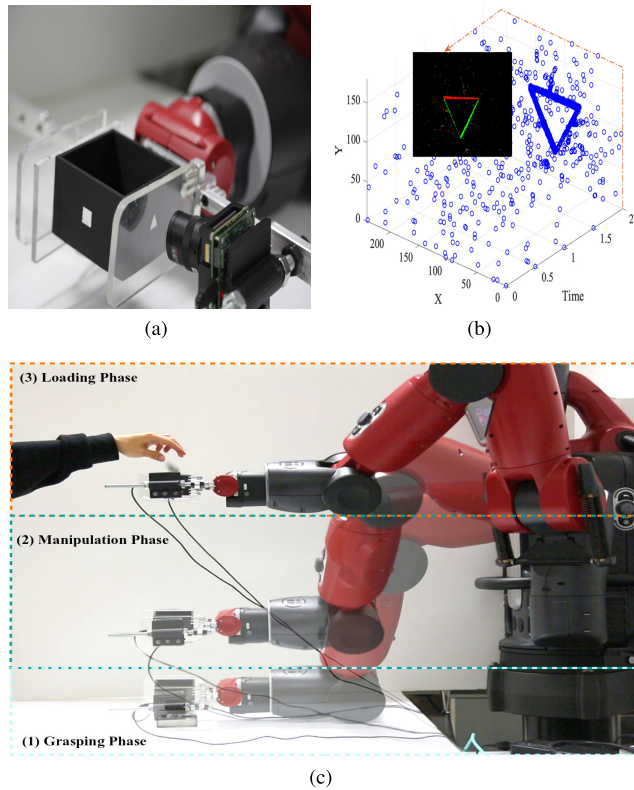 (a)
150
100
50
0
Y
200
150
100
50
0
X
0
0.5
1
1.5
2
Time
(b)
(3) Loading Phase
(2) Manipulation Phase
(1) Grasping Phase
(c)